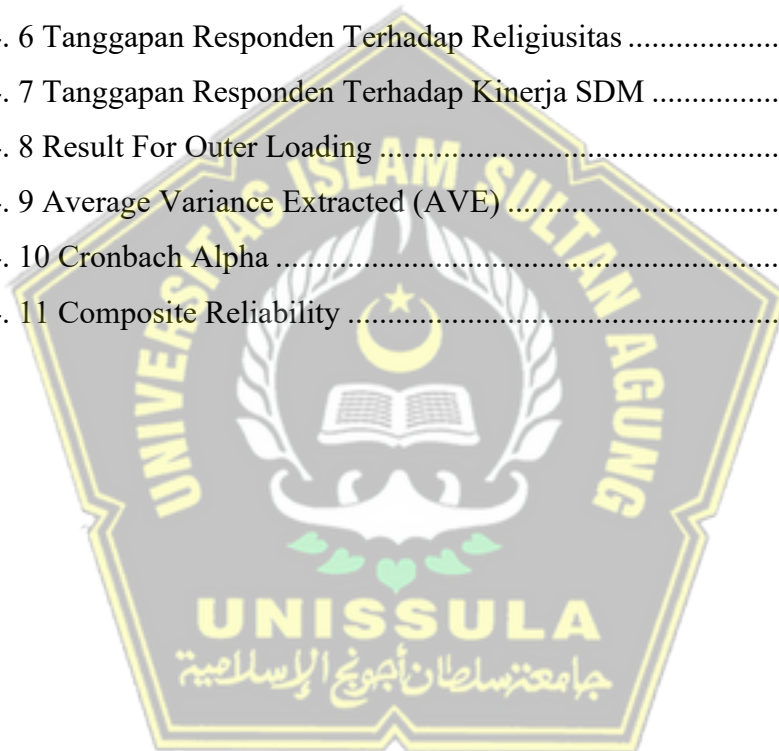 . 6 Tanggapan Responden Terhadap Religiusitas ....................
. 7 Tanggapan Responden Terhadap Kinerja SDM .................
. 8 Result For Outer Loading ....................................................
. 9 Average Variance Extracted (AVE) ...................................
. 10 Cronbach Alpha .................................................................
. 11 Composite Reliability ........................................................
UNIVERSITAS ISLAM SULTAN AGUNG
UNISSULA
جامعة سلطان أجونج الإسلامية